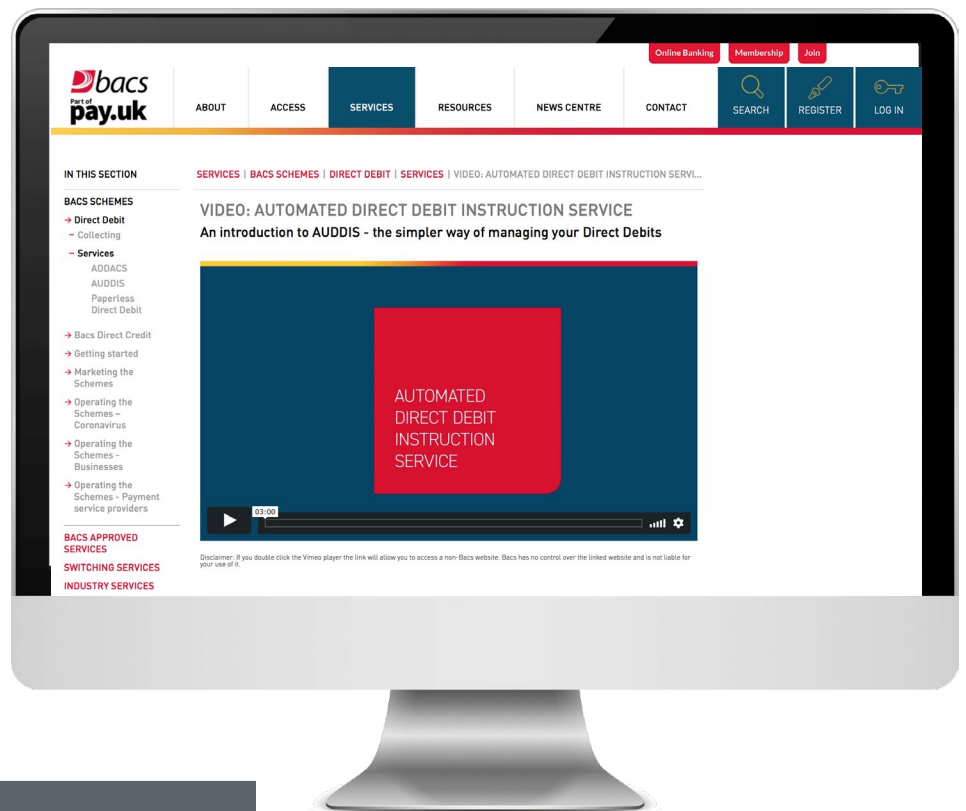 Online Banking
Membership
Join
bacs
Part of
pay.uk
ABOUT
ACCESS
SERVICES
RESOURCES
NEWS CENTRE
CONTACT
SEARCH
REGISTER
LOG IN
IN THIS SECTION
BACS SCHEMES
→ Direct Debit
– Collecting
– Services
ADDACS
AUDDIS
Paperless
Direct Debit
→ Bacs Direct Credit
→ Getting started
→ Marketing the
Schemes
→ Operating the
Schemes –
Coronavirus
→ Operating the
Schemes -
Businesses
→ Operating the
Schemes - Payment
service providers
BACS APPROVED
SERVICES
SWITCHING SERVICES
INDUSTRY SERVICES
SERVICES | BACS SCHEMES | DIRECT DEBIT | SERVICES | VIDEO: AUTOMATED DIRECT DEBIT INSTRUCTION SERVI...
VIDEO: AUTOMATED DIRECT DEBIT INSTRUCTION SERVICE
An introduction to AUDDIS - the simpler way of managing your Direct Debits
AUTOMATED
DIRECT DEBIT
INSTRUCTION
SERVICE
03:00
Disclaimer: If you double click the Vimeo player the link will allow you to access a non-Bacs website. Bacs has no control over the linked website and is not liable for
your use of it.